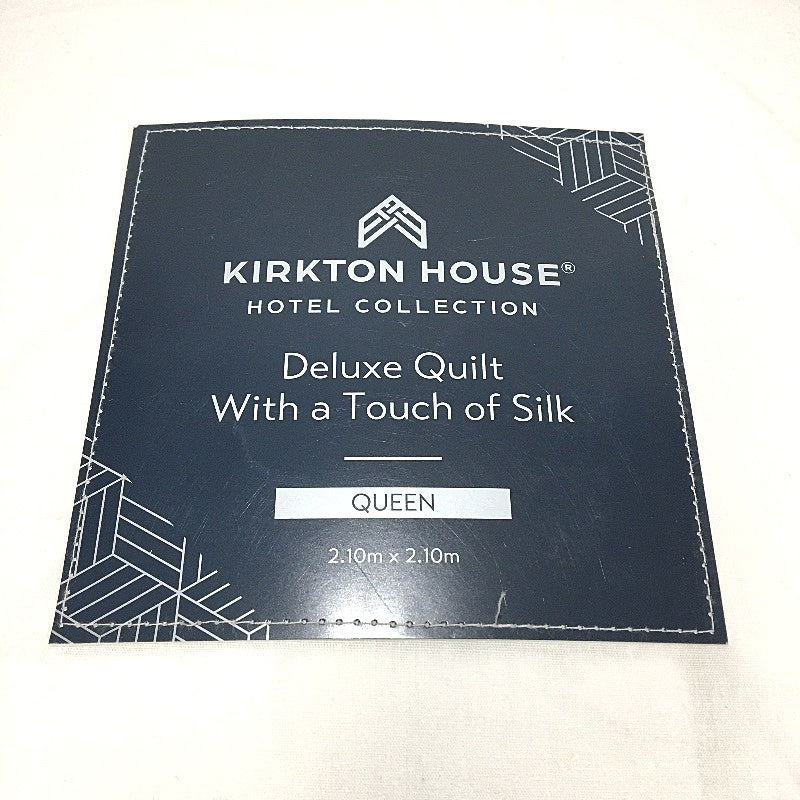 KIRKTON HOUSE®
HOTEL COLLECTION
Deluxe Quilt
With a Touch of Silk
QUEEN
2.10m x 2.10m